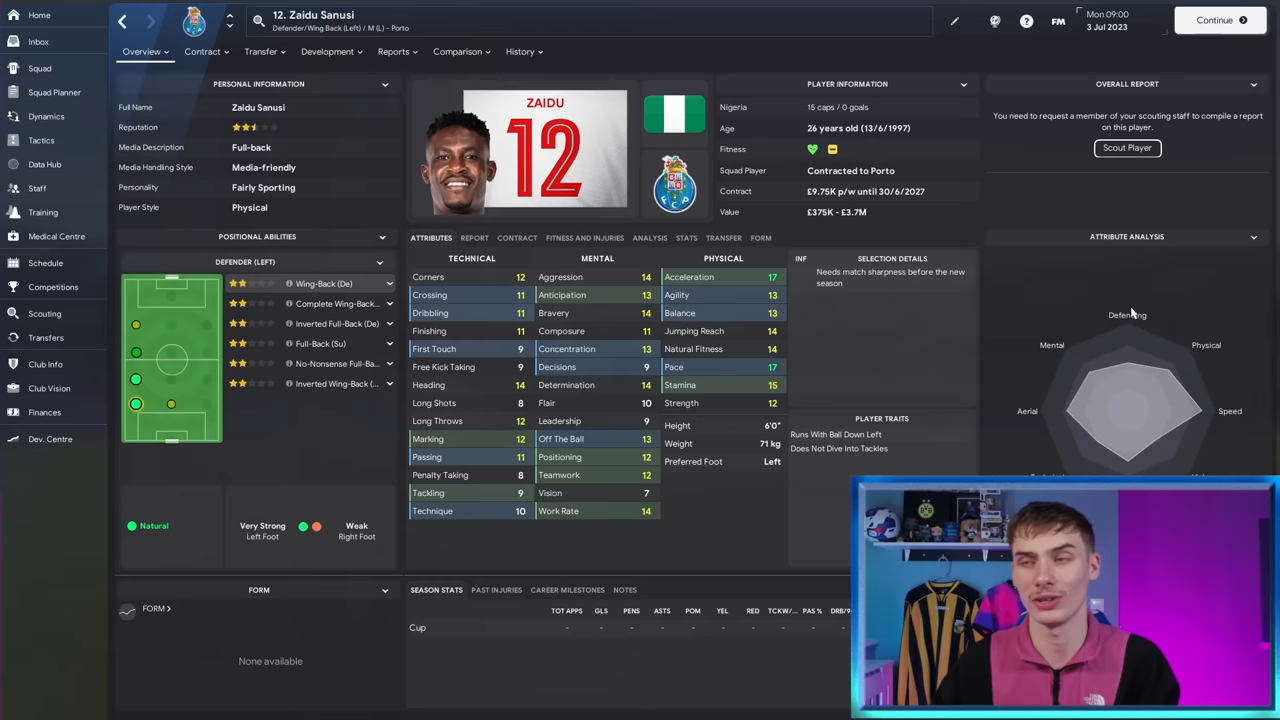 Home
Inbox
Squad
Squad Planner
Dynamics
Tactics
Data Hub
Staff
Training
Medical Centre
Schedule
Competitions
Scouting
Transfers
Club Info
Club Vision
Finances
Dev. Centre
12. Zaidu Sanusi
Defender/Wing Back (Left) / M (L) - Porto
FM
Mon 09:00
3 Jul 2023
Continue
Overview Contract Transfer Development Reports Comparison History
PERSONAL INFORMATION
Full Name Zaidu Sanusi
Reputation
Media Description Full-back
Media Handling Style Media-friendly
Personality Fairly Sporting
Player Style Physical
ZAIDU
12
PLAYER INFORMATION
Nigeria 15 caps / 0 goals
Age 26 years old (13/6/1997)
Fitness
Squad Player Contracted to Porto
Contract £9.75K p/w until 30/6/2027
Value £375K - £3.7M
OVERALL REPORT
You need to request a member of your scouting staff to compile a report
on this player.
Scout Player
POSITIONAL ABILITIES
DEFENDER (LEFT)
Wing-Back (De)
Complete Wing-Back...
Inverted Full-Back (De)
Full-Back (Su)
No-Nonsense Full-Ba...
Inverted Wing-Back (...
Natural
Very Strong
Left Foot
Weak
Right Foot
ATTRIBUTES REPORT CONTRACT FITNESS AND INJURIES ANALYSIS STATS TRANSFER FORM
TECHNICAL MENTAL PHYSICAL
Corners 12 Aggression 14 Acceleration 17
Crossing 11 Anticipation 13 Agility 13
Dribbling 11 Bravery 14 Balance 13
Finishing 11 Composure 11 Jumping Reach 14
First Touch 9 Concentration 13 Natural Fitness 14
Free Kick Taking 9 Decisions 9 Pace 17
Heading 14 Determination 14 Stamina 15
Long Shots 8 Flair 10 Strength 12
Long Throws 12 Leadership 9 Height 6'0"
Marking 12 Off The Ball 13 Weight 71 kg
Passing 11 Positioning 12 Preferred Foot Left
Penalty Taking 8 Teamwork 12
Tackling 9 Vision 7
Technique 10 Work Rate 14
INF SELECTION DETAILS
Needs match sharpness before the new
season
PLAYER TRAITS
Runs With Ball Down Left
Does Not Dive Into Tackles
ATTRIBUTE ANALYSIS
Defending
Mental Physical
Aerial Speed
FORM
FORM
None available
SEASON STATS PAST INJURIES CAREER MILESTONES NOTES
TOT APPS GLS PENS ASTS POM YEL RED TCKW/... PAS % DRB/9
Cup - - - - - - - - -